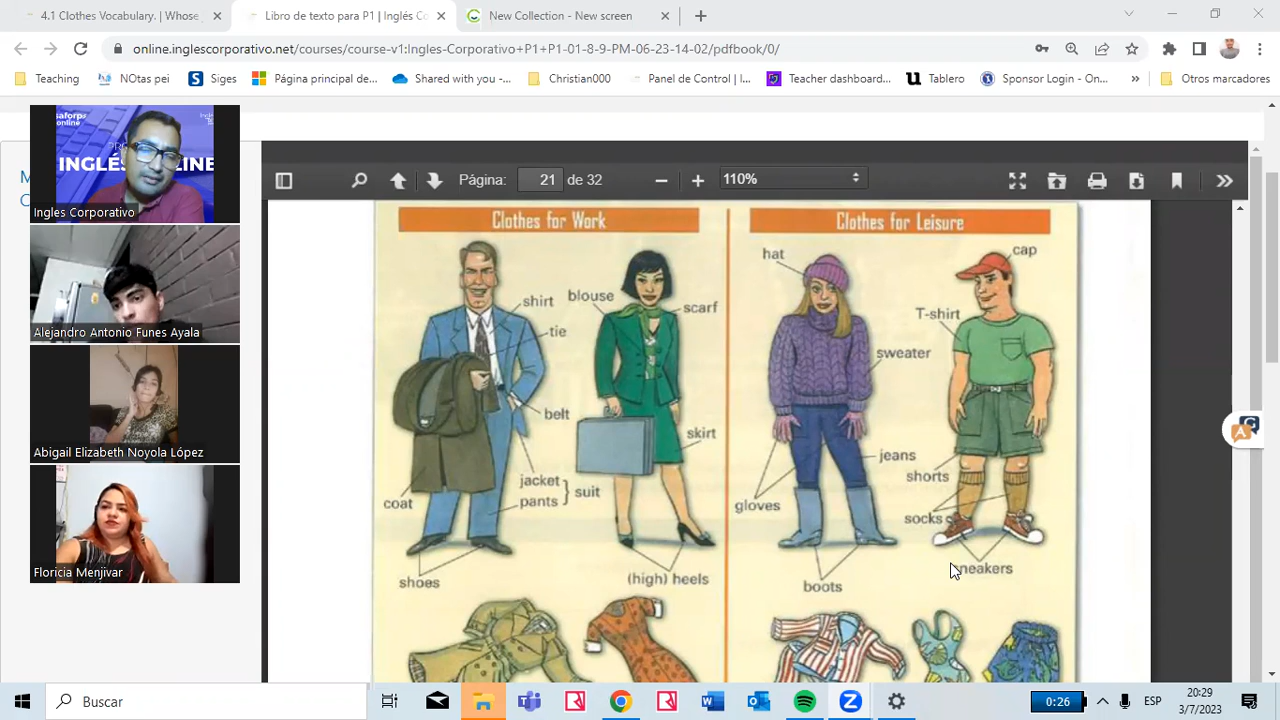 4.1 Clothes Vocabulary. | Whose
Libro de texto para P1 | Inglés Co
New Collection - New screen
online.inglescorporativo.net/courses/course-v1:Ingles-Corporativo+P1+P1-01-8-9-PM-06-23-14-02/pdfbook/0/
Teaching
NOtas pei
Siges
Página principal de...
Shared with you -...
Christian000
Panel de Control | I...
Teacher dashboard...
Tablero
Sponsor Login - On...
Otros marcadores
saforp
online
INGLÉS
INE
Ingles Corporativo
Alejandro Antonio Funes Ayala
Abigail Elizabeth Noyola López
Floricia Menjivar
Página: 21 de 32
110%
Clothes for Work
Clothes for Leisure
shirt
blouse
scarf
tie
belt
skirt
jacket
pants
suit
coat
shoes
(high) heels
hat
cap
T-shirt
sweater
jeans
shorts
gloves
socks
boots
neakers
Buscar
0:26
ESP
20:29
3/7/2023